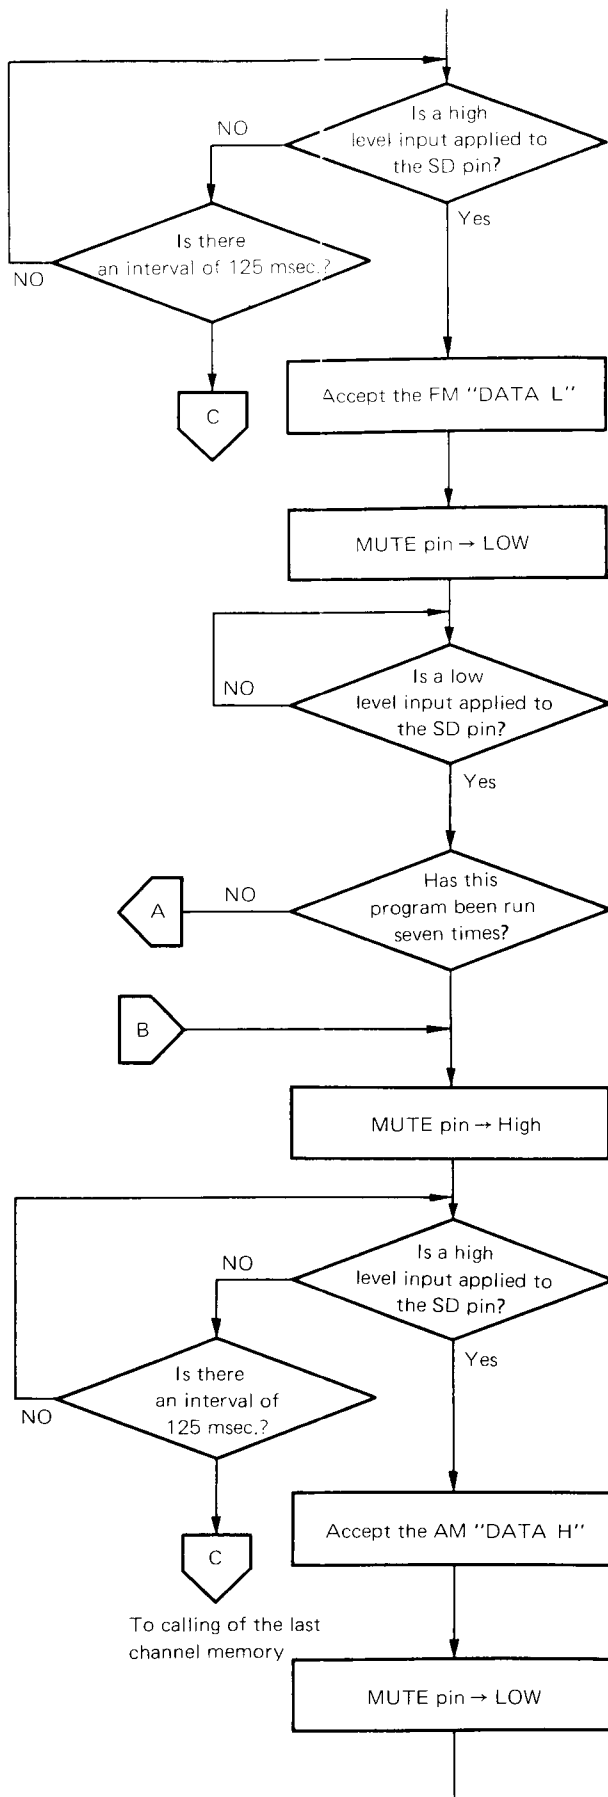 Is a high
level input applied to
the SD pin?
NO
Yes
Is there
an interval of 125 msec.?
NO
C
Accept the FM "DATA L"
MUTE pin → LOW
Is a low
level input applied to
the SD pin?
NO
Yes
Has this
program been run
seven times?
NO
A
B
MUTE pin → High
Is a high
level input applied to
the SD pin?
NO
Yes
Is there
an interval of
125 msec.?
NO
C
To calling of the last
channel memory
Accept the AM "DATA H"
MUTE pin → LOW